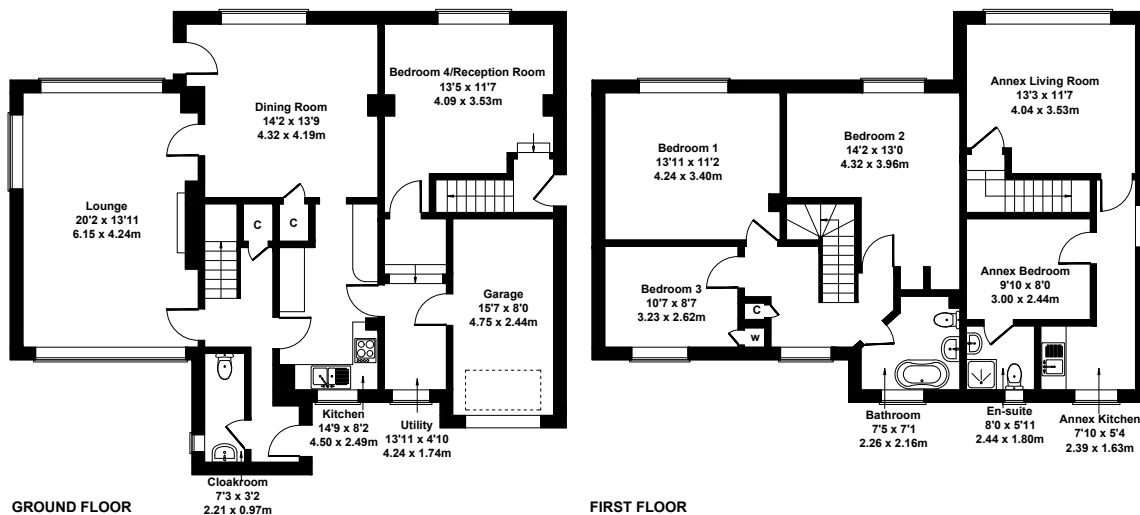 Bedroom 4/Reception Room
13'5 x 11'7
4.09 x 3.53m
Dining Room
14'2 x 13'9
4.32 x 4.19m
Lounge
20'2 x 13'11
6.15 x 4.24m
C
C
Garage
15'7 x 8'0
4.75 x 2.44m
Kitchen
14'9 x 8'2
4.50 x 2.49m
Utility
13'11 x 4'10
4.24 x 1.74m
Cloakroom
7'3 x 3'2
2.21 x 0.97m
GROUND FLOOR
Annex Living Room
13'3 x 11'7
4.04 x 3.53m
Bedroom 1
13'11 x 11'2
4.24 x 3.40m
Bedroom 2
14'2 x 13'0
4.32 x 3.96m
Bedroom 3
10'7 x 8'7
3.23 x 2.62m
C
W
Annex Bedroom
9'10 x 8'0
3.00 x 2.44m
Bathroom
7'5 x 7'1
2.26 x 2.16m
En-suite
8'0 x 5'11
2.44 x 1.80m
Annex Kitchen
7'10 x 5'4
2.39 x 1.63m
FIRST FLOOR